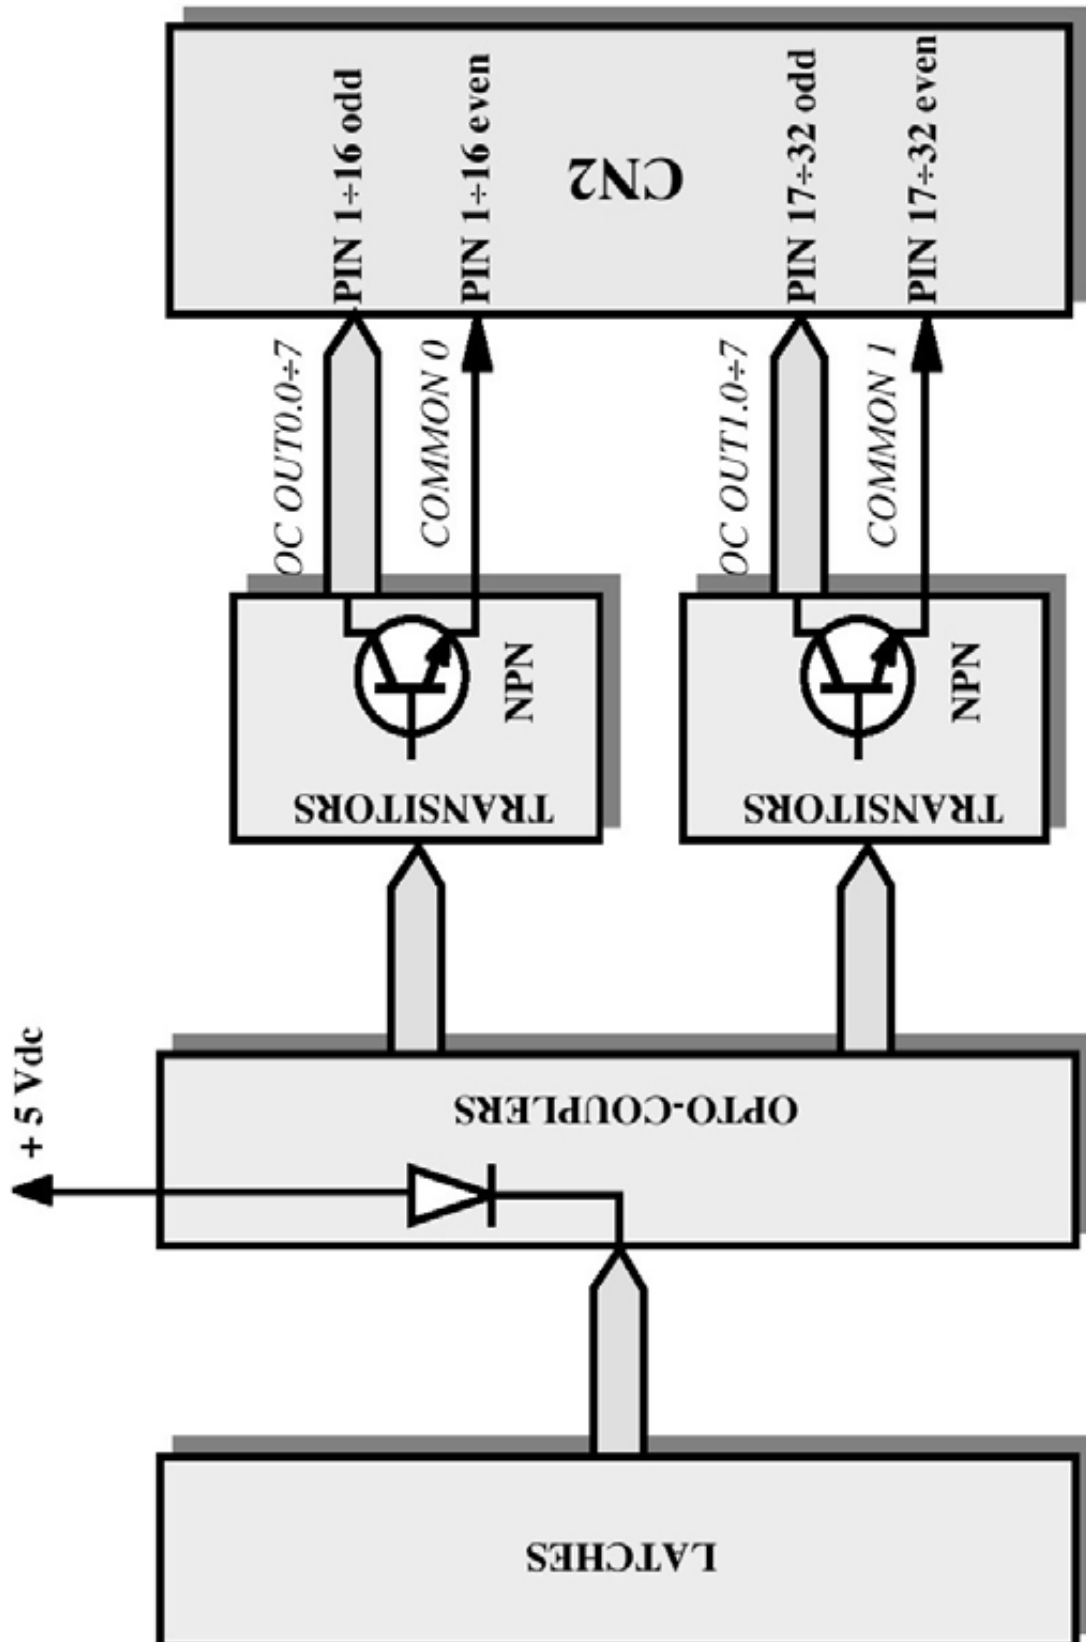 LATCHES
+ 5 Vdc
OPTO-COUPLERS
TRANSITORS
NPN
TRANSITORS
NPN
OC OUT0.0÷7
COMMON 0
OC OUT1.0÷7
COMMON 1
PIN 1÷16 odd
PIN 1÷16 even
CN2
PIN 17÷32 odd
PIN 17÷32 even